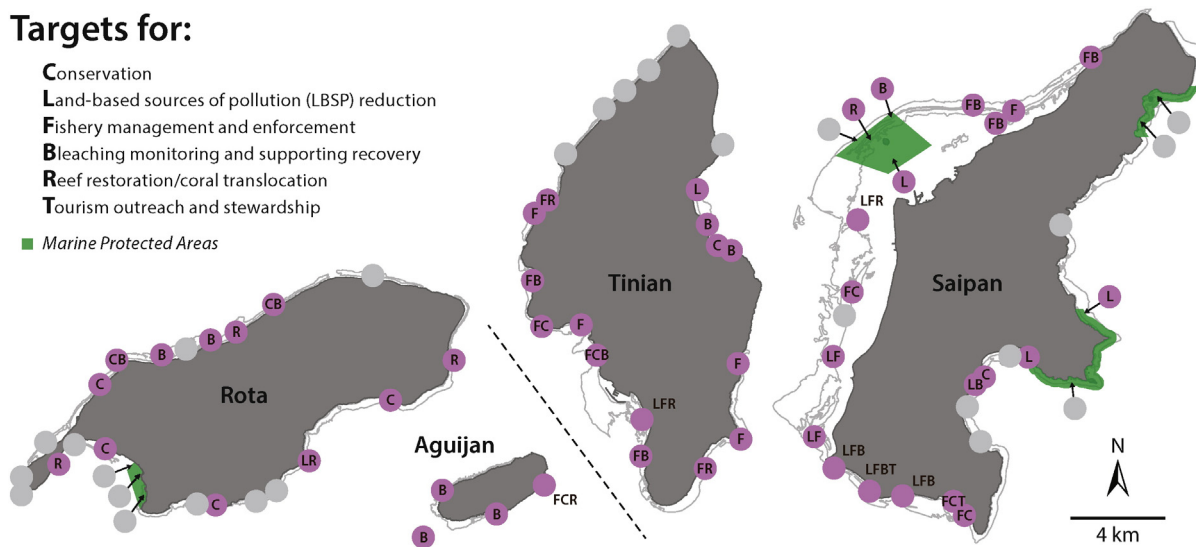 Targets for:
Conservation
Land-based sources of pollution (LBSP) reduction
Fishery management and enforcement
Bleaching monitoring and supporting recovery
Reef restoration/coral translocation
Tourism outreach and stewardship
Marine Protected Areas
Rota
CB
CB
B
B
R
C
R
C
C
R
LR
C
Aguijan
B
B
B
FCR
Tinian
FR
F
L
B
C
B
FB
FC
F
FCB
F
LFR
FB
F
FR
Saipan
FB
B
R
FB
F
FB
L
LFR
FC
L
LF
L
C
LB
LF
LFB
LFBT
LFB
FCT
FC
N
4 km